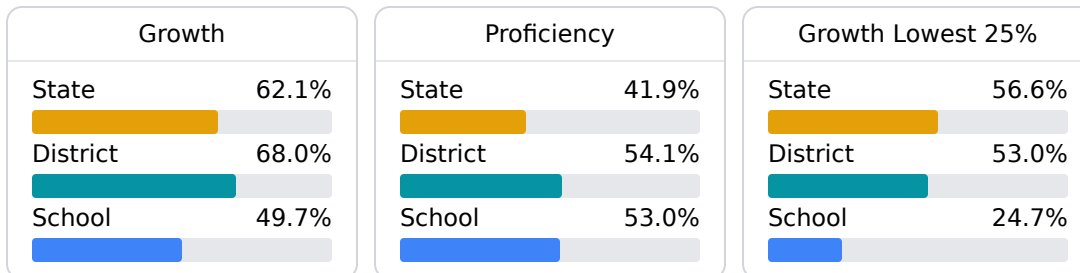 Growth
State 62.1%
District 68.0%
School 49.7%
Proficiency
State 41.9%
District 54.1%
School 53.0%
Growth Lowest 25%
State 56.6%
District 53.0%
School 24.7%